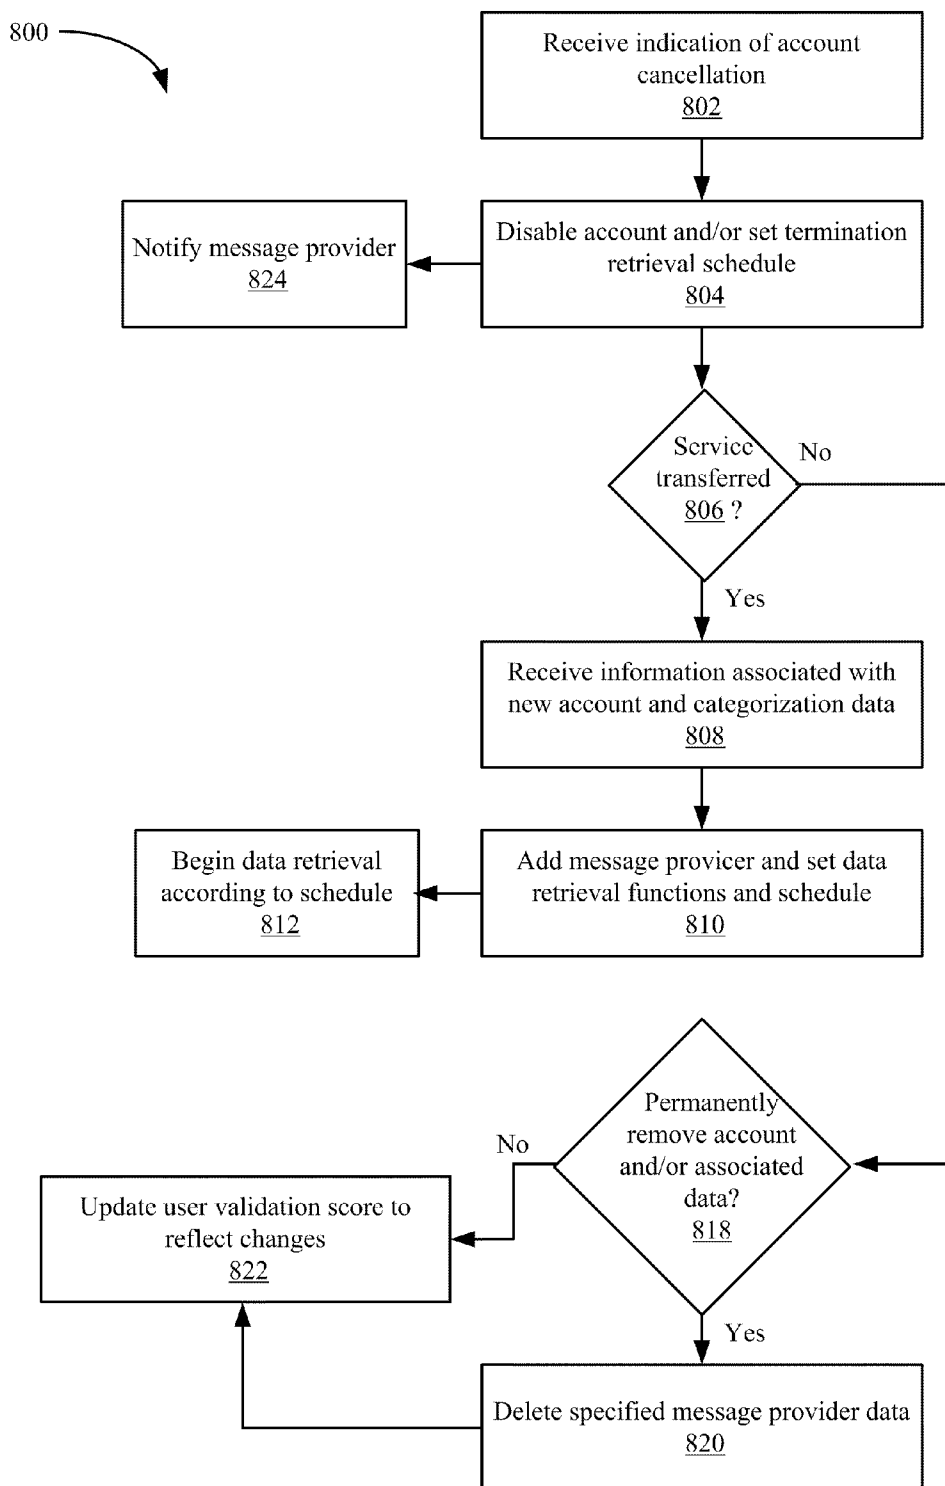 800
Receive indication of account
cancellation
802
Notify message provider
824
Disable account and/or set termination
retrieval schedule
804
Service
transferred
806 ?
No
Yes
Receive information associated with
new account and categorization data
808
Begin data retrieval
according to schedule
812
Add message provicer and set data
retrieval functions and schedule
810
Permanently
remove account
and/or associated
data?
818
No
Update user validation score to
reflect changes
822
Yes
Delete specified message provider data
820